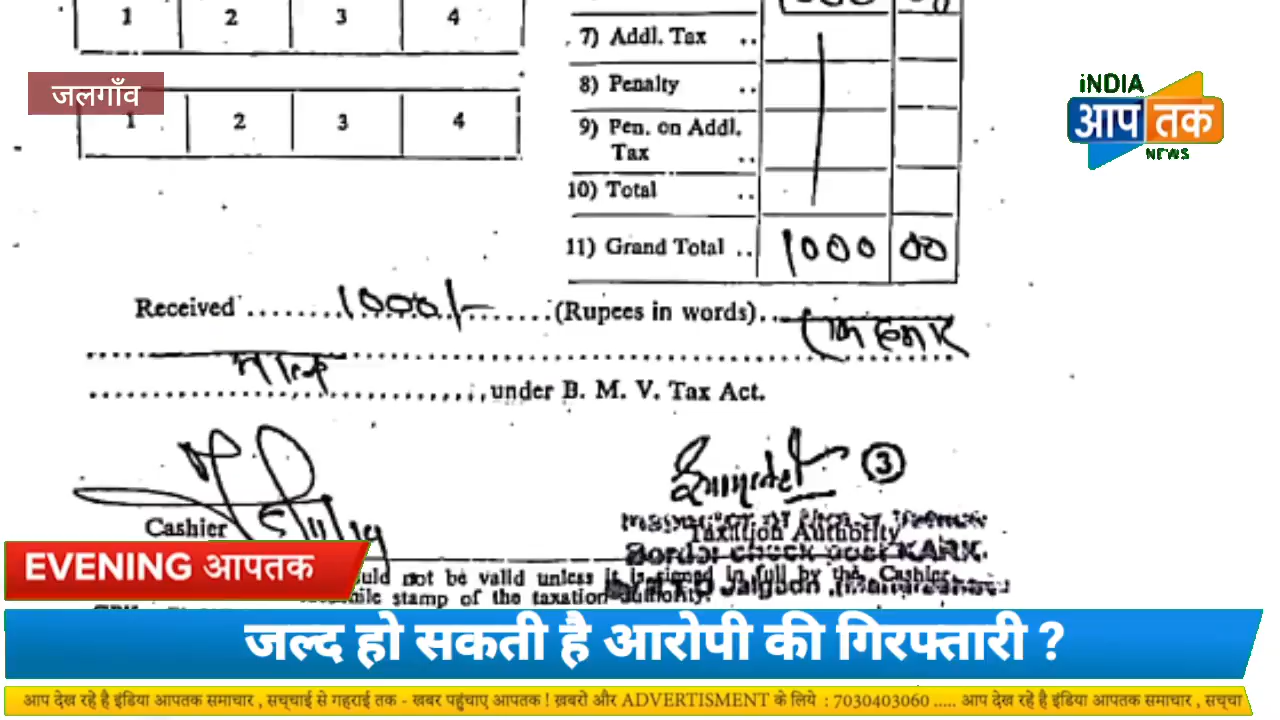 1 2 3 4
7) Addl. Tax ..
जलगाँव
8) Penalty ..
iNDIA
आप तक
NEWS
1 2 3 4
9) Pen. on Addl. Tax ..
10) Total ..
11) Grand Total .. 1000 00
Received ........1000/-........(Rupees in words)..
..............under B. M. V. Tax Act.
③
Cashier
Taxation Authority
Border check post KARK.
EVENING आपतक
not be valid unless it is signed in full by the Cashier
stamp of the taxation authority.
जल्द हो सकती है आरोपी की गिरफ्तारी ?
आप देख रहे है इंडिया आपतक समाचार , सच्चाई से गहराई तक - खबर पहुंचाए आपतक ! ख़बरों और ADVERTISMENT के लिये : 7030403060 ..... आप देख रहे है इंडिया आपतक समाचार , सच्चा